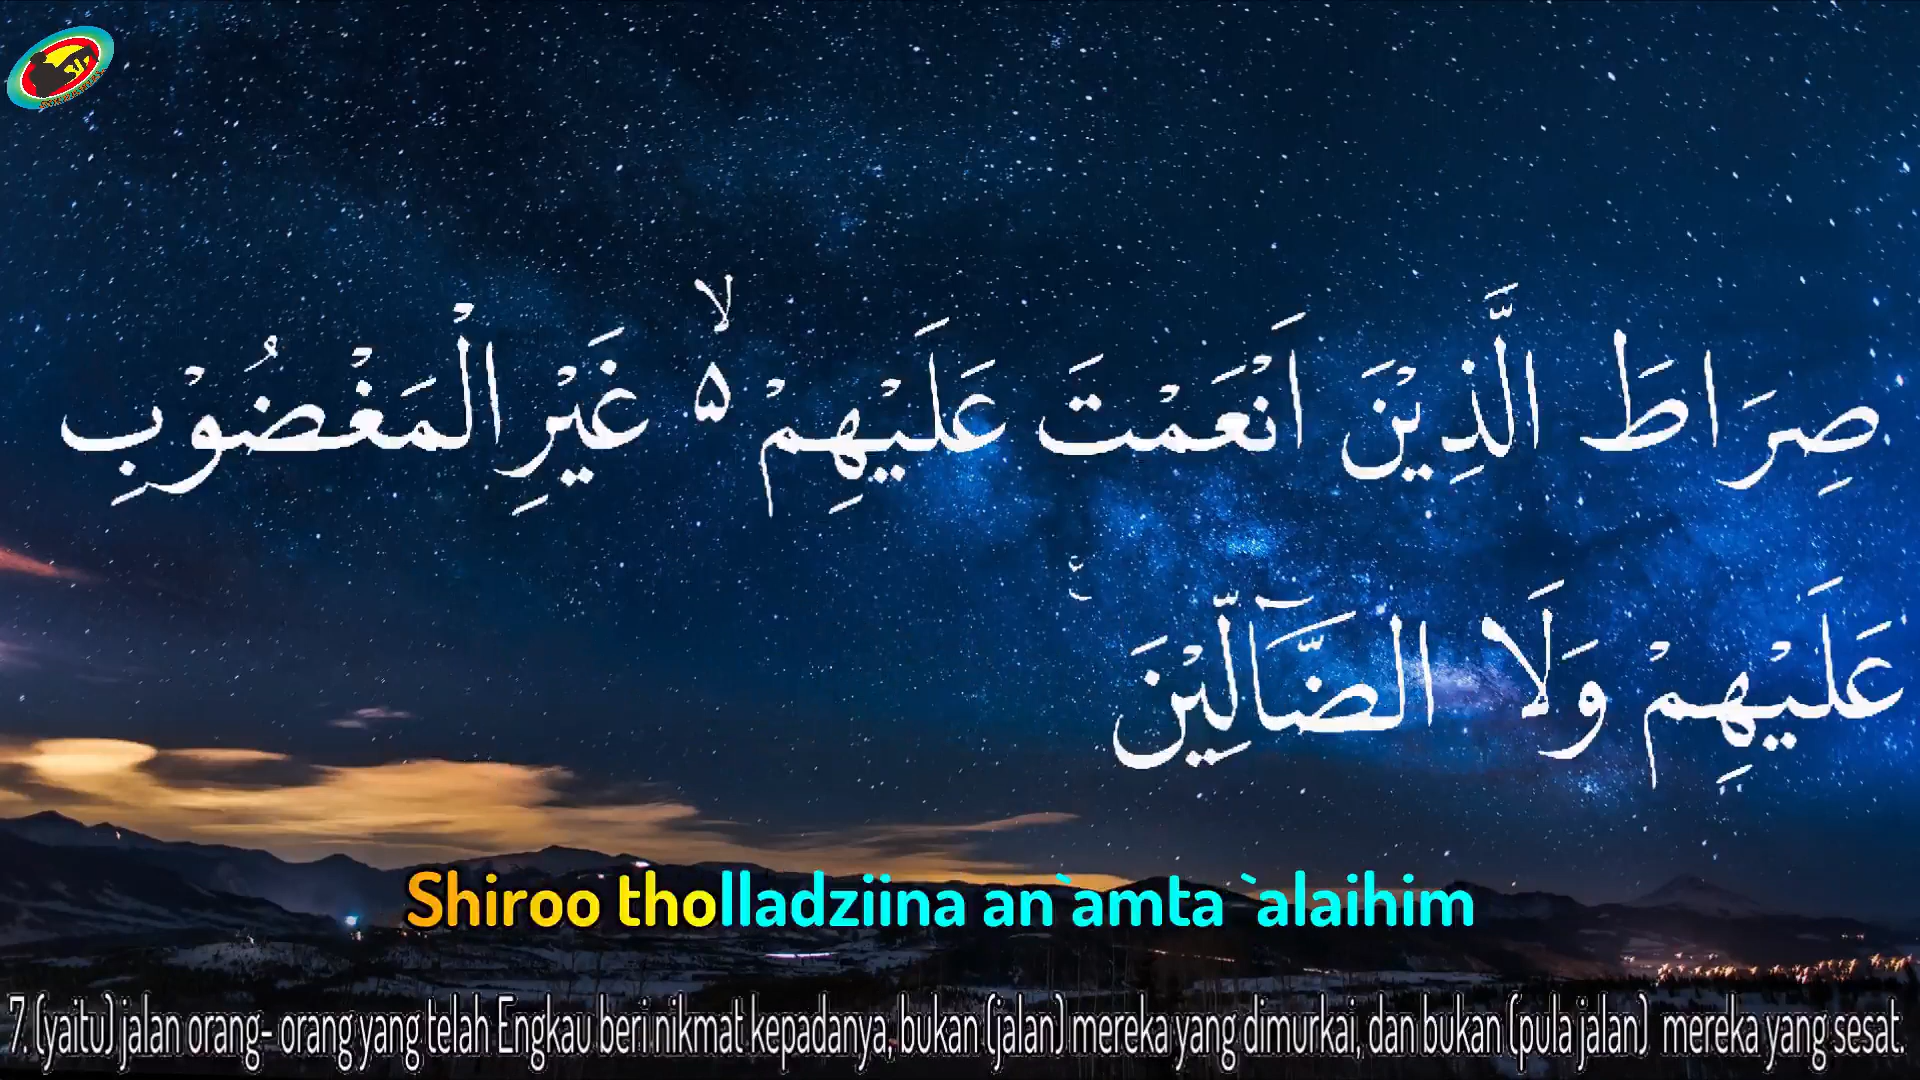 صِرَاطَ الَّذِيْنَ اَنْعَمْتَ عَلَيْهِمْ ۙ۵ غَيْرِالْمَغْضُوْبِ
عَلَيْهِمْ وَلَا الضَّآلِّيْنَ ࣖ
Shiroo tholladziina an`amta `alaihim
7. (yaitu) jalan orang- orang yang telah Engkau beri nikmat kepadanya, bukan (jalan) mereka yang dimurkai, dan bukan (pula jalan) mereka yang sesat.